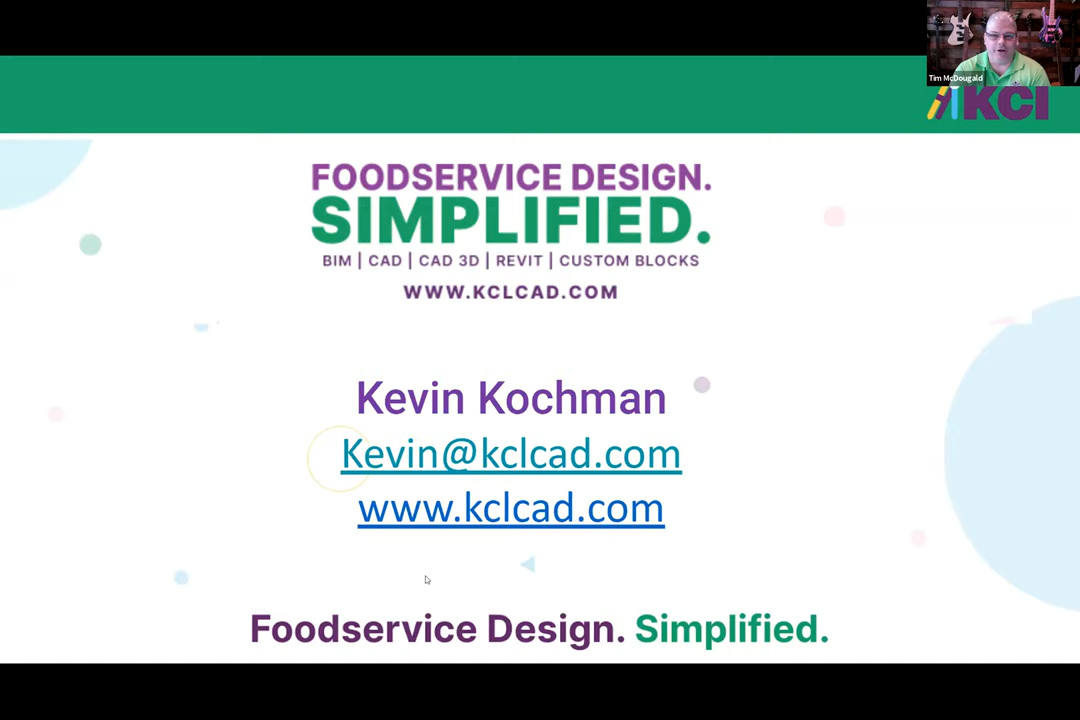 Tim McDougald
KCI
FOODSERVICE DESIGN.
SIMPLIFIED.
BIM | CAD | CAD 3D | REVIT | CUSTOM BLOCKS
WWW.KCLCAD.COM
Kevin Kochman
Kevin@kclcad.com
www.kclcad.com
Foodservice Design. Simplified.